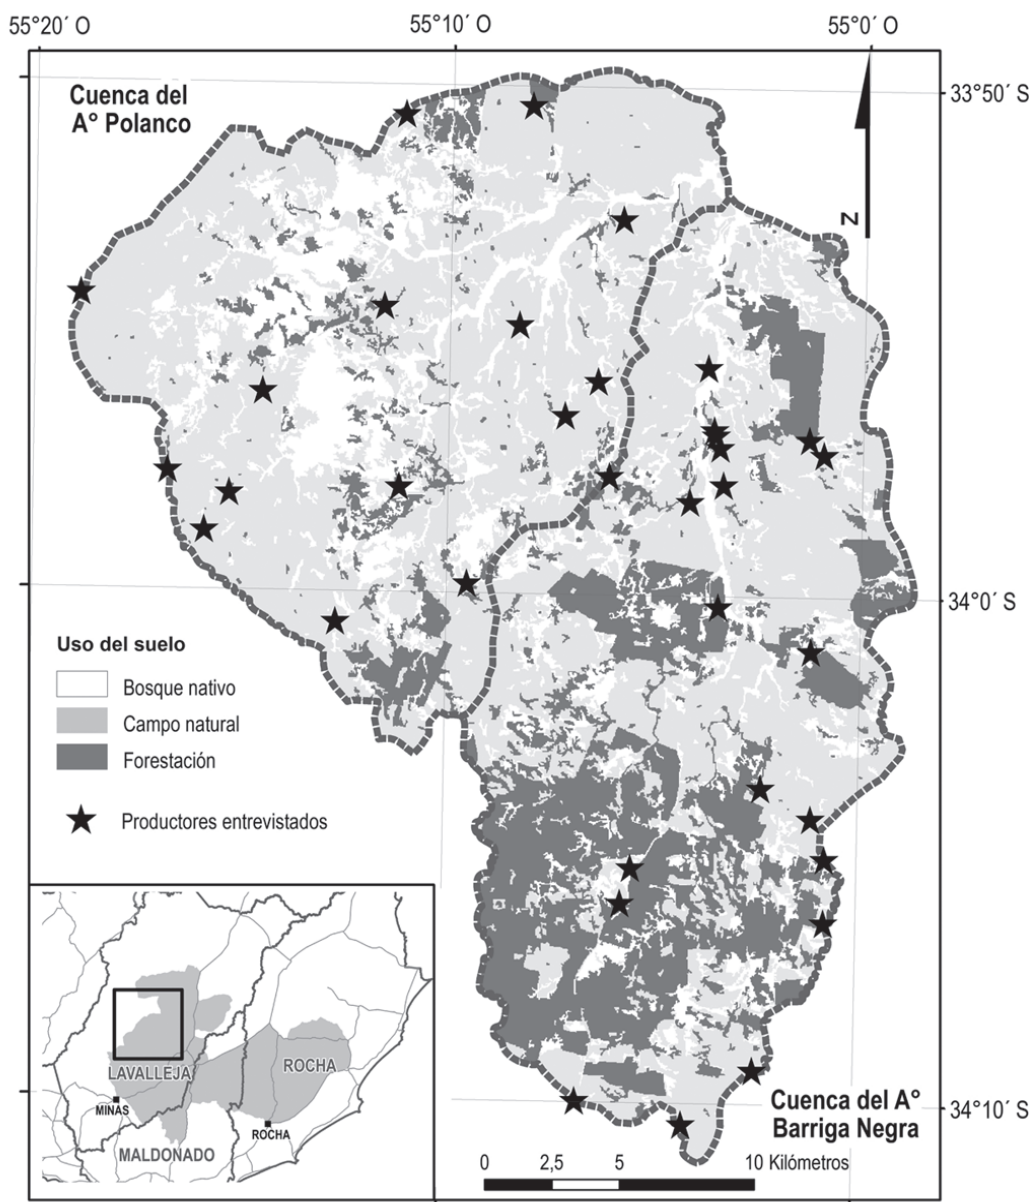 55°20´ O
55°10´ O
55°0´ O
Cuenca del
A° Polanco
33°50´ S
N
34°0´ S
Uso del suelo
Bosque nativo
Campo natural
Forestación
Productores entrevistados
LAVALLEJA
ROCHA
MINAS
ROCHA
MALDONADO
34°10´ S
Cuenca del A°
Barriga Negra
0 2,5 5 10 Kilómetros